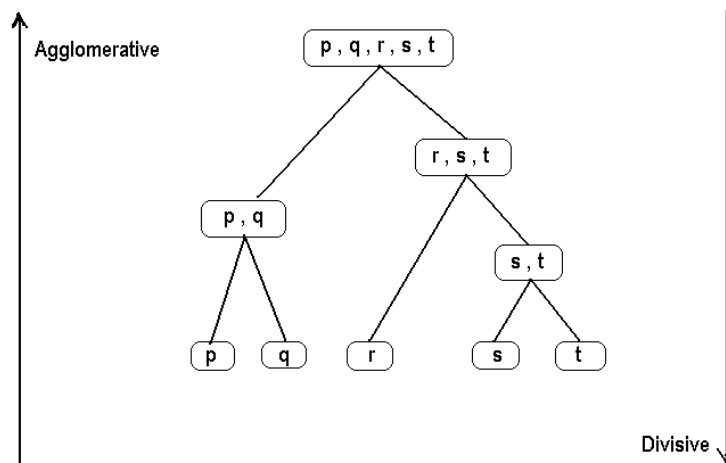 p , q , r , s , t
Agglomerative
r , s , t
p , q
s , t
p
q
r
s
t
Divisive